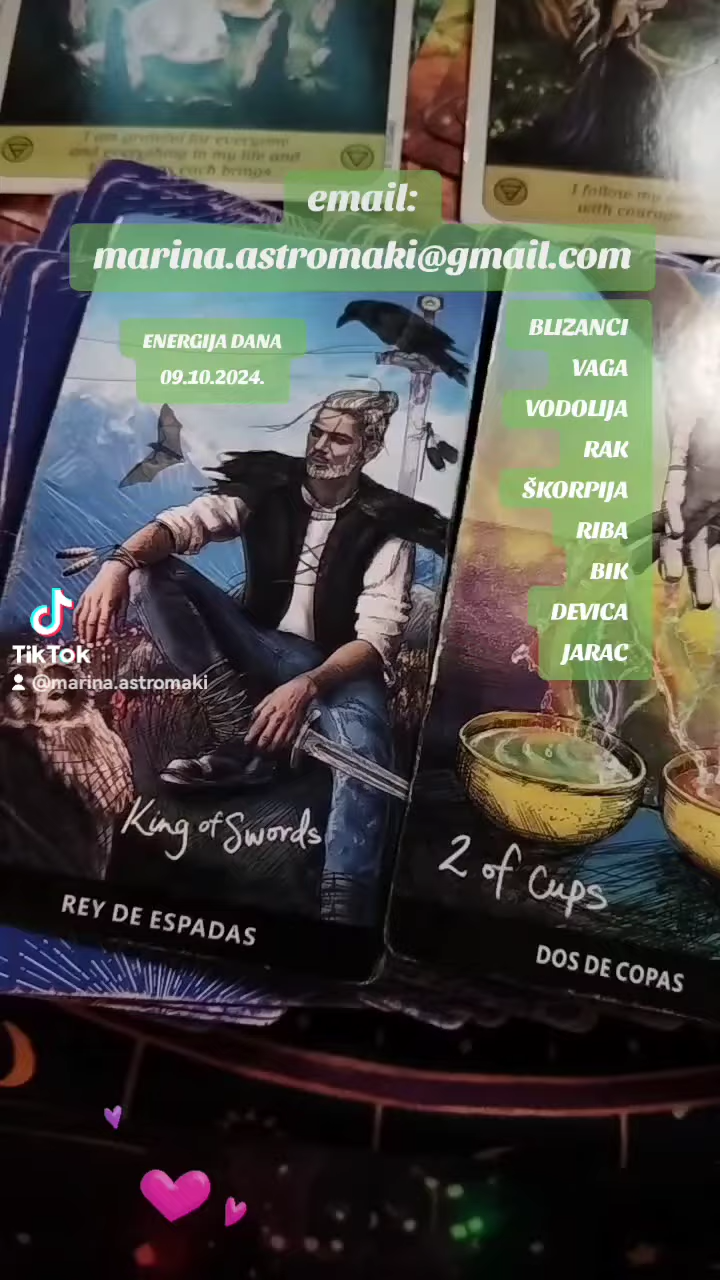 I am grateful for everyone
and everything in my life and
each brings.
I follow my
with courage
email:
marina.astromaki@gmail.com
ENERGIJA DANA
09.10.2024.
BLIZANCI
VAGA
VODOLIJA
RAK
ŠKORPIJA
RIBA
BIK
DEVICA
JARAC
TikTok
@marina.astromaki
King of Swords
REY DE ESPADAS
2 of Cups
DOS DE COPAS